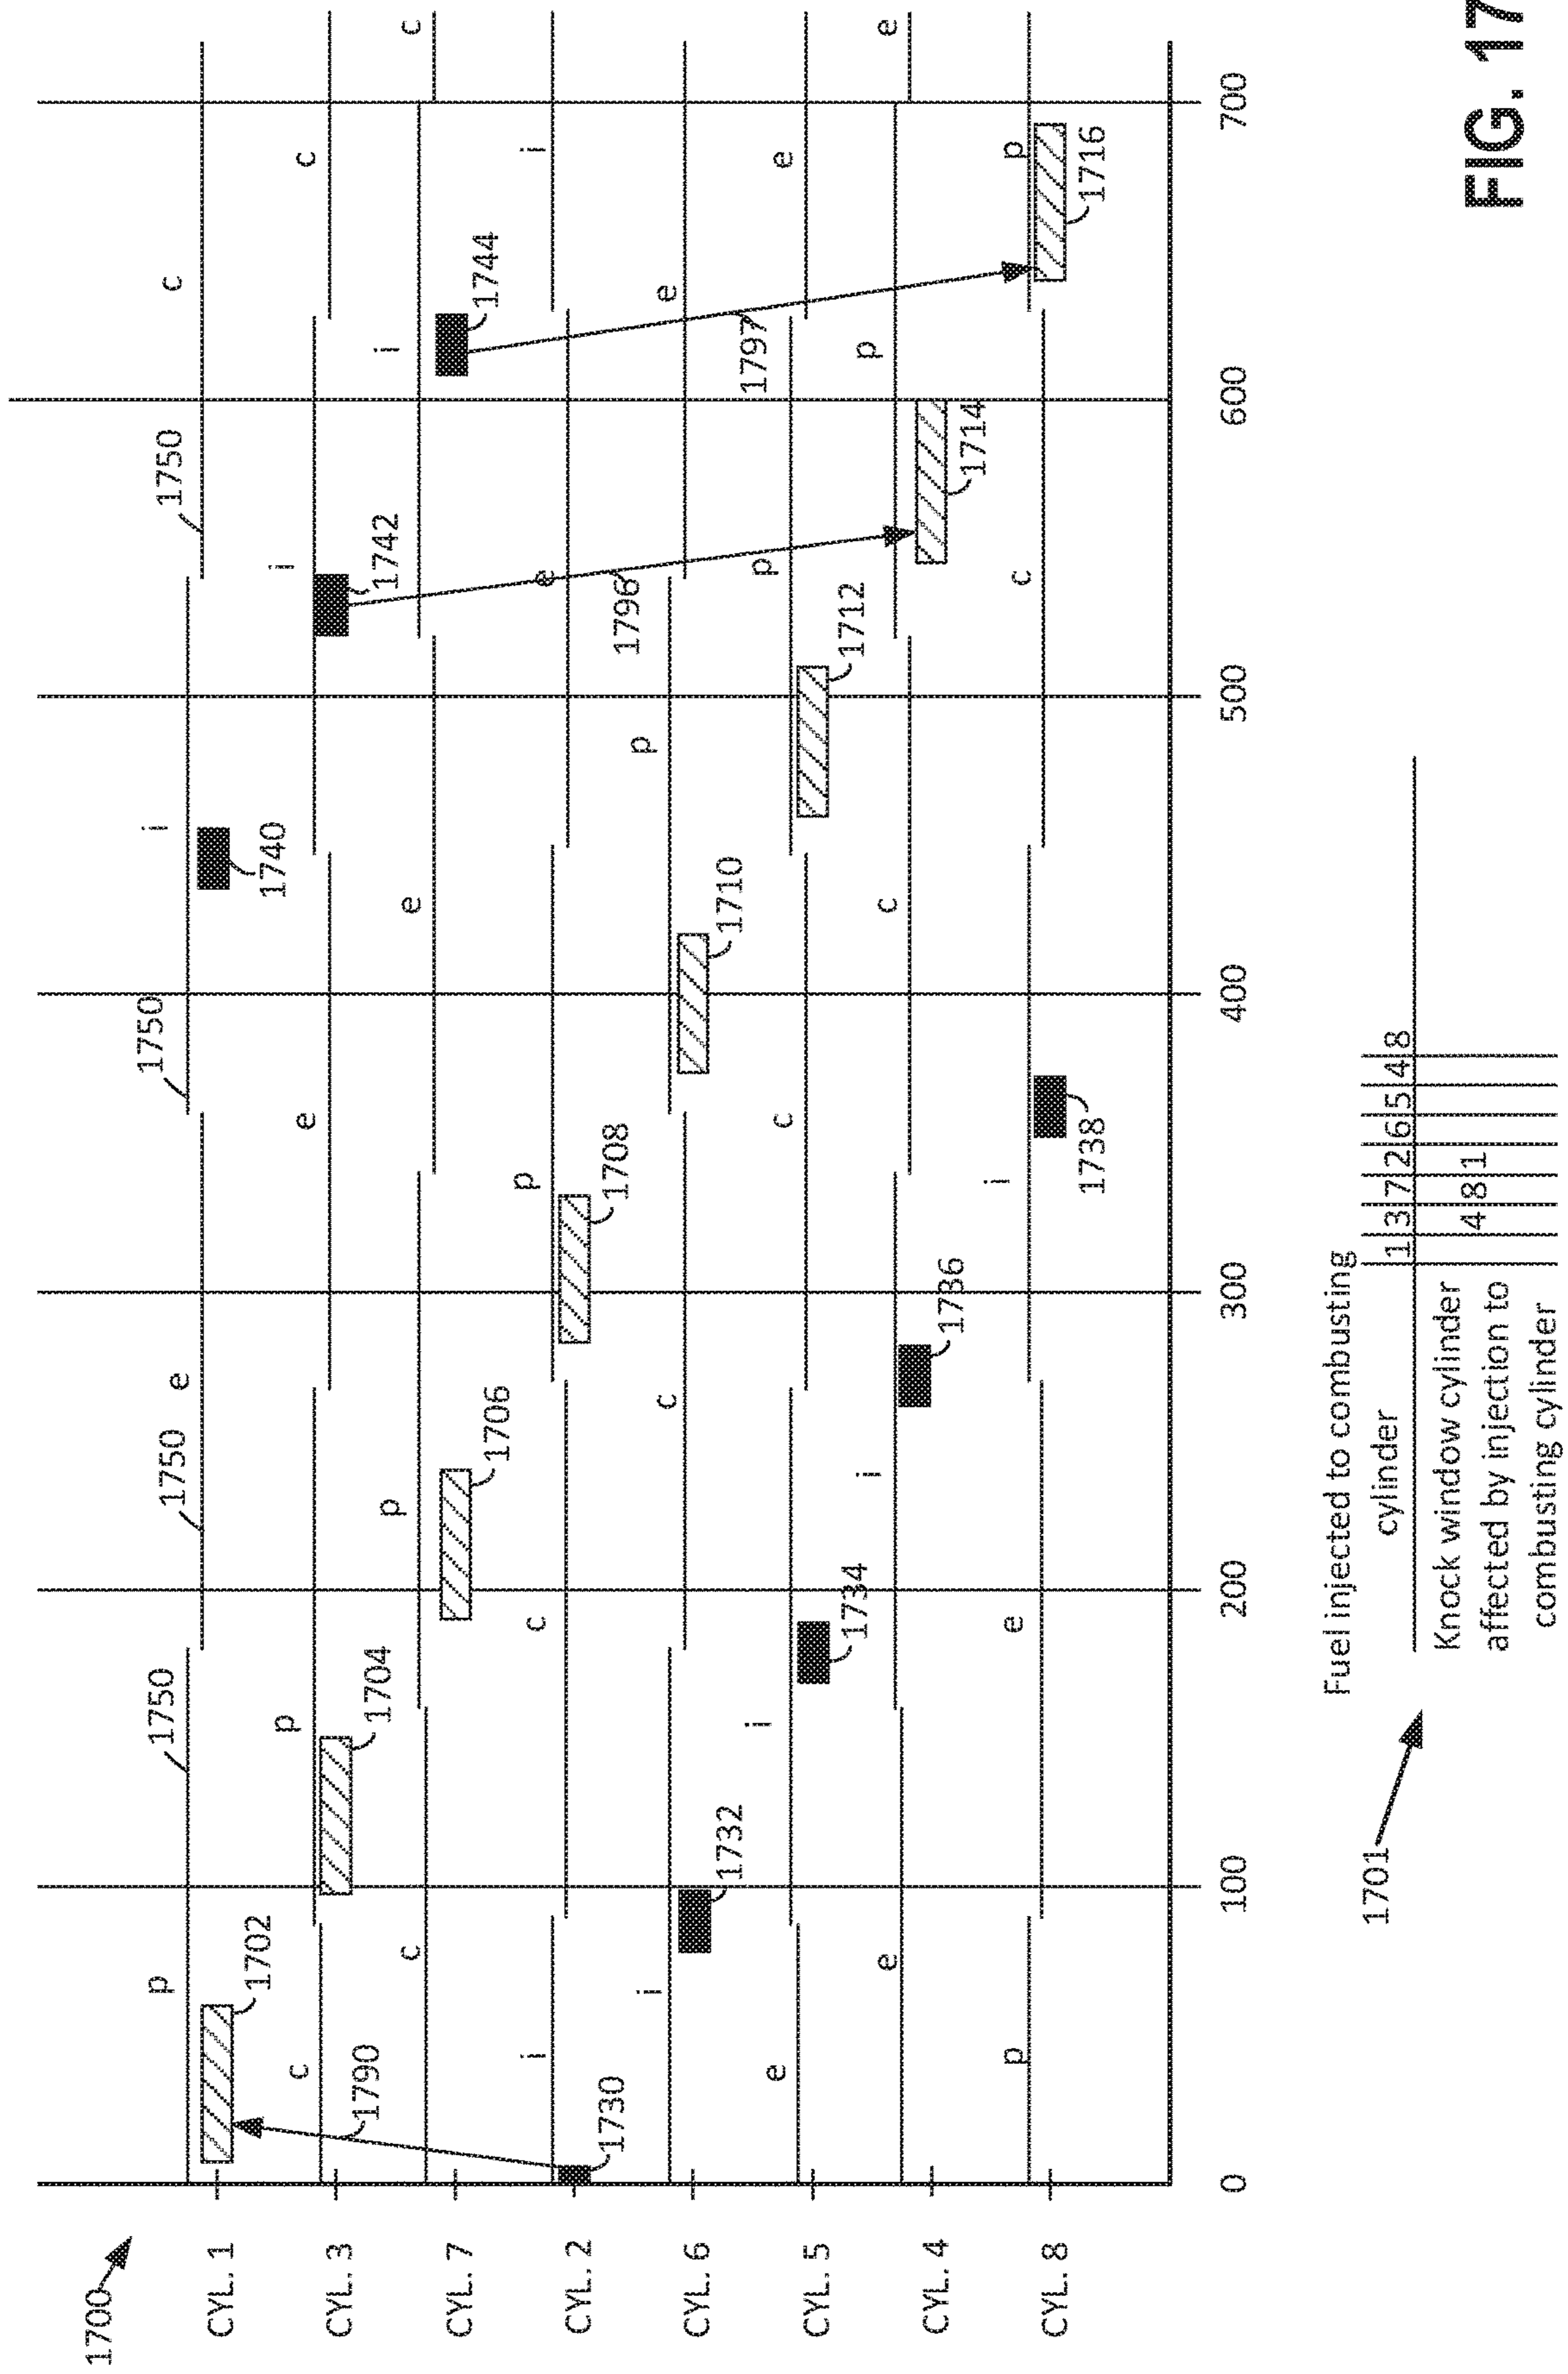 1700
p 1750 1750 e 1750 i 1750 c
CYL. 1
1702 1740
c p e i c
CYL. 3
1790 1704 1742
c p e i c
CYL. 7
1706 1744
i c p e i
CYL. 2
1730 1708 1796
i c p e
CYL. 6
1732 1710 1797
e i c p e
CYL. 5
1734 1712
e i c p e
CYL. 4
1736 1714
p e i c p
CYL. 8
1738 1716
0 100 200 300 400 500 600 700
1701
Fuel injected to combusting
cylinder
1 3 7 2 6 5 4 8
Knock window cylinder
affected by injection to
combusting cylinder
4 8 1
FIG. 17